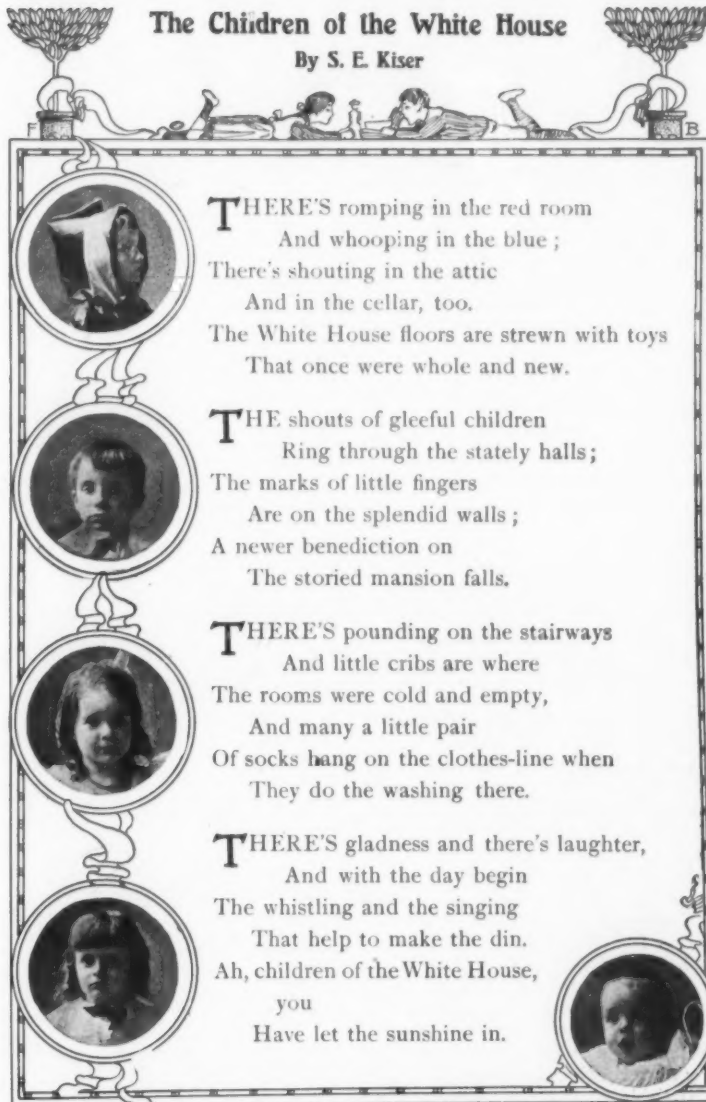 The Children of the White House
By S. E. Kiser
F
B
THERE'S romping in the red room
And whooping in the blue ;
There's shouting in the attic
And in the cellar, too.
The White House floors are strewn with toys
That once were whole and new.
THE shouts of gleeful children
Ring through the stately halls ;
The marks of little fingers
Are on the splendid walls ;
A newer benediction on
The storied mansion falls.
THERE'S pounding on the stairways
And little cribs are where
The rooms were cold and empty,
And many a little pair
Of socks hang on the clothes-line when
They do the washing there.
THERE'S gladness and there's laughter,
And with the day begin
The whistling and the singing
That help to make the din.
Ah, children of the White House,
you
Have let the sunshine in.